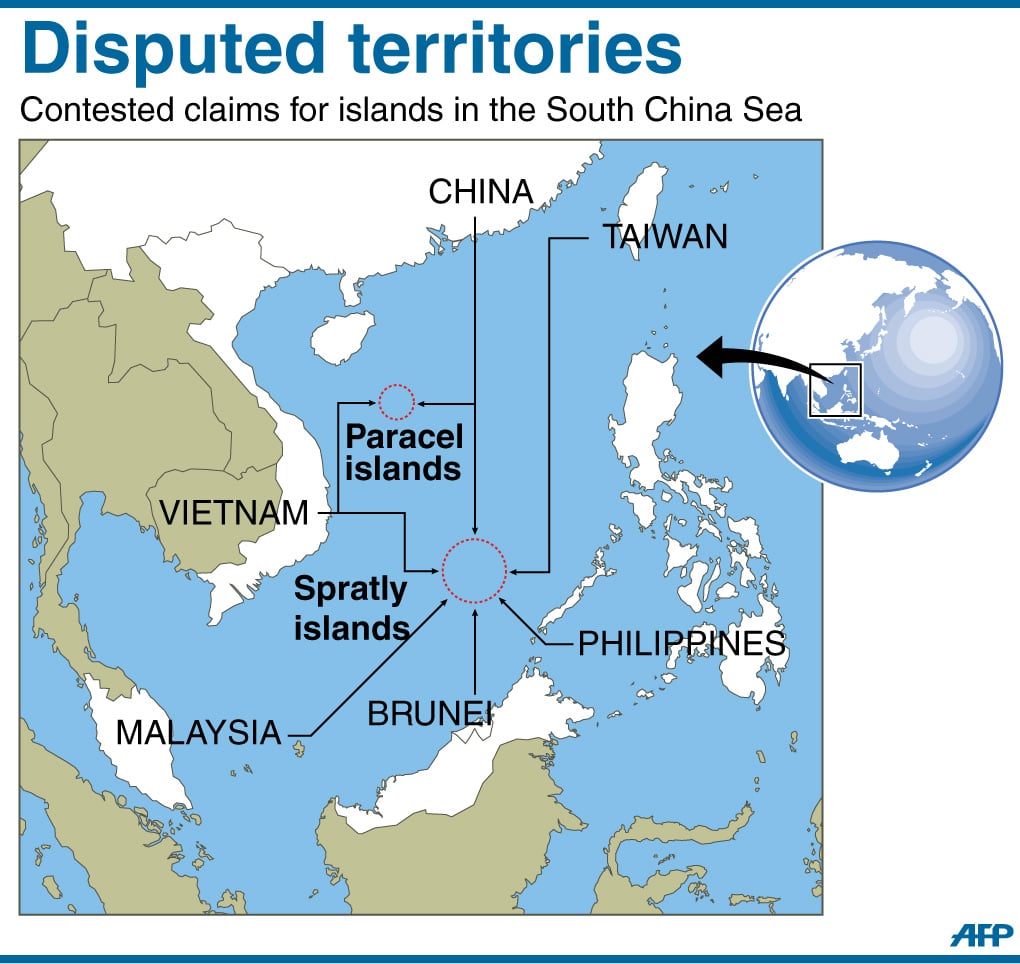 Disputed territories
Contested claims for islands in the South China Sea
CHINA
TAIWAN
Paracel
islands
VIETNAM
Spratly
islands
PHILIPPINES
BRUNEI
MALAYSIA
AFP